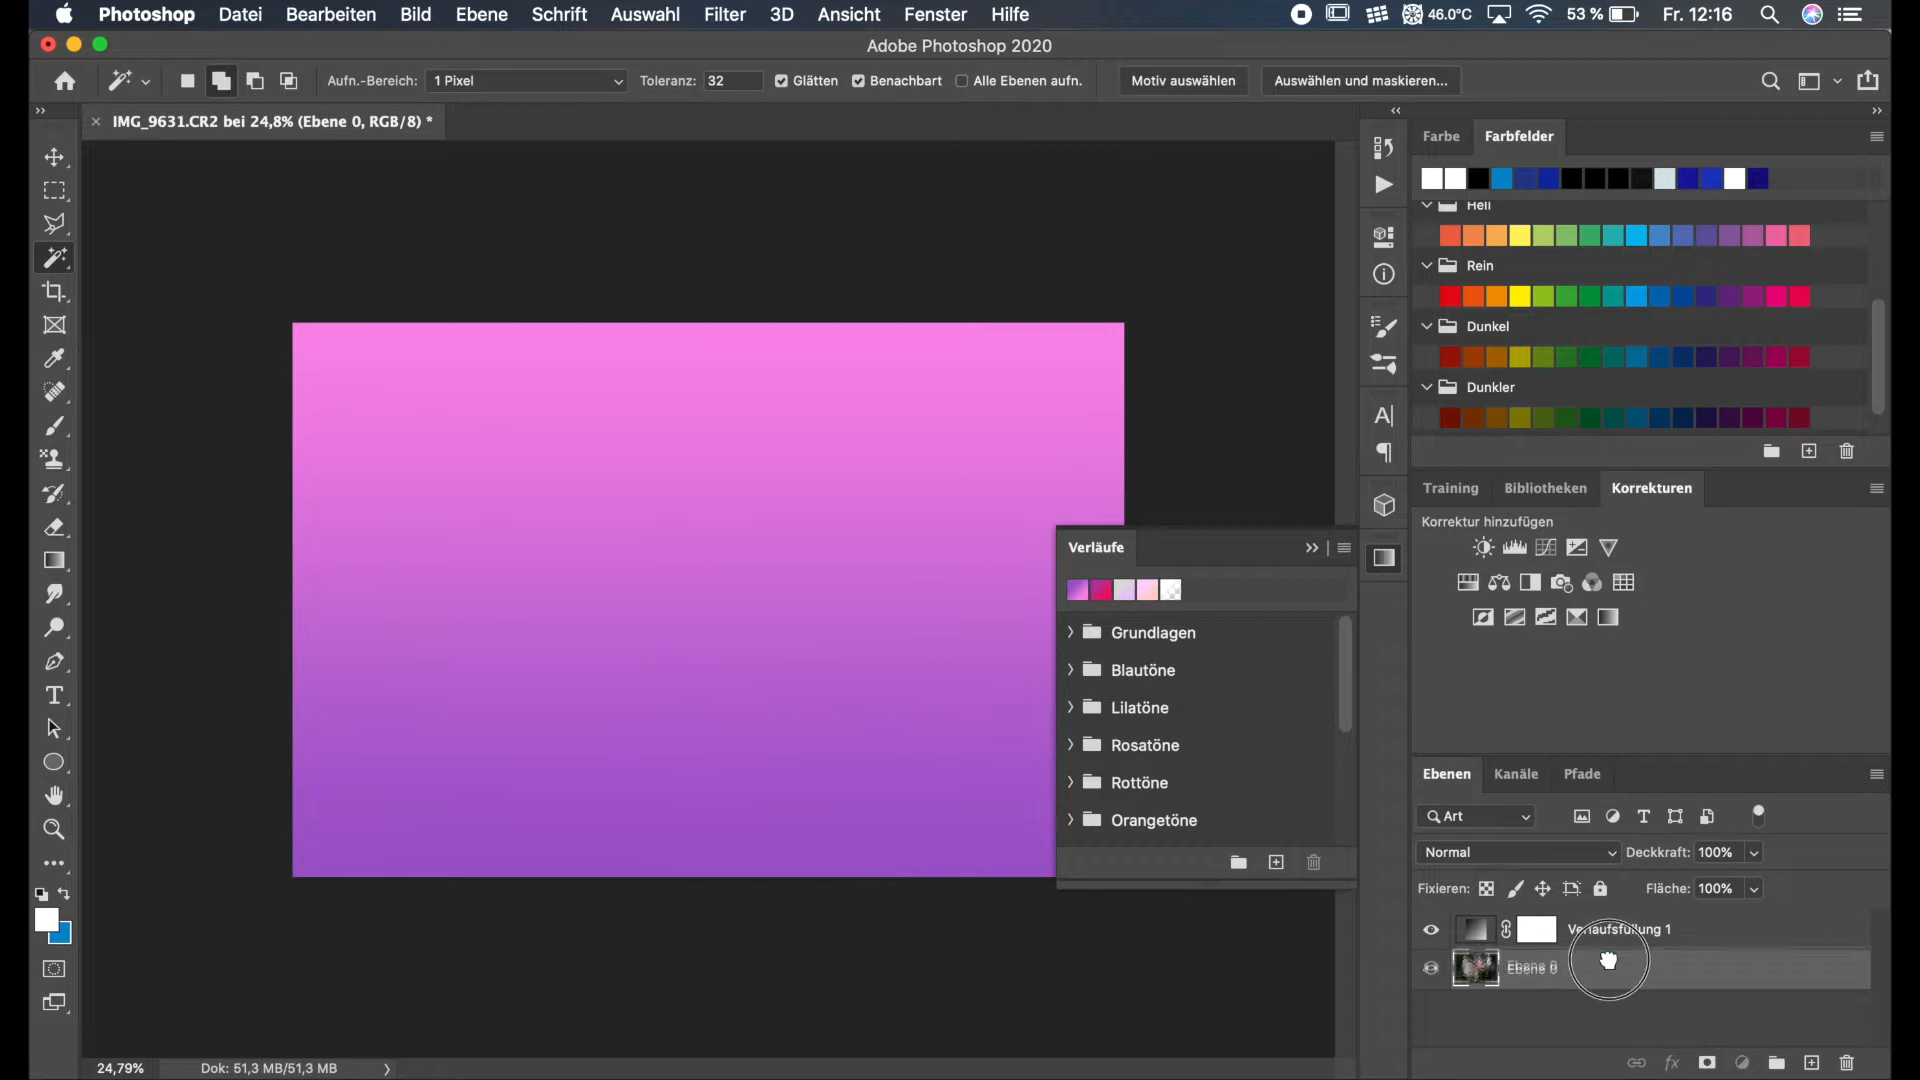 Photoshop Datei Bearbeiten Bild Ebene Schrift Auswahl Filter 3D Ansicht Fenster Hilfe 46.0°C 53 % Fr. 12:16
Adobe Photoshop 2020
Aufn.-Bereich: 1 Pixel Toleranz: 32 Glätten Benachbart Alle Ebenen aufn. Motiv auswählen Auswählen und maskieren...
IMG_9631.CR2 bei 24,8% (Ebene 0, RGB/8) *
Farbe Farbfelder
Hell
Rein
Dunkel
Dunkler
Training Bibliotheken Korrekturen
Korrektur hinzufügen
Verläufe
Grundlagen
Blautöne
Lilatöne
Rosatöne
Rottöne
Orangetöne
Ebenen Kanäle Pfade
Art
Normal Deckkraft: 100%
Fixieren: Fläche: 100%
Verlaufsfüllung 1
Ebene 0
24,79% Dok: 51,3 MB/51,3 MB